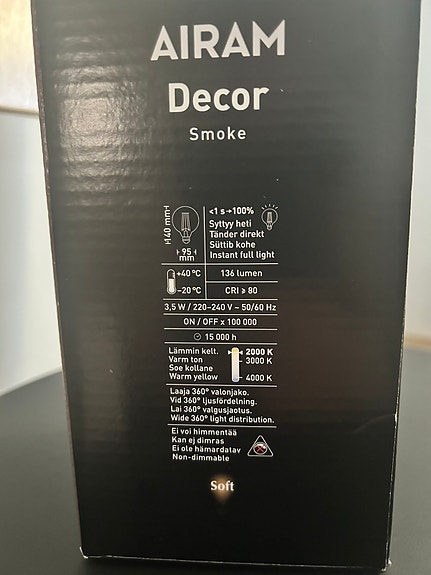 AIRAM
Decor
Smoke
<1 s→100%
Syttyy heti
Tänder direkt
Süttib kohe
Instant full light
140 mm
95
mm
+40 °C
-20 °C
136 lumen
CRI ≥ 80
3,5 W / 220-240 V ~ 50/60 Hz
ON / OFF x 100 000
15 000 h
Lämmin kelt.
Varm ton
Soe kollane
Warm yellow
2000 K
3000 K
4000 K
Laaja 360° valonjako.
Vid 360° ljusfördelning.
Lai 360° valgusjaotus.
Wide 360° light distribution.
Ei voi himmentää
Kan ej dimras
Ei ole hämardatav
Non-dimmable
Soft